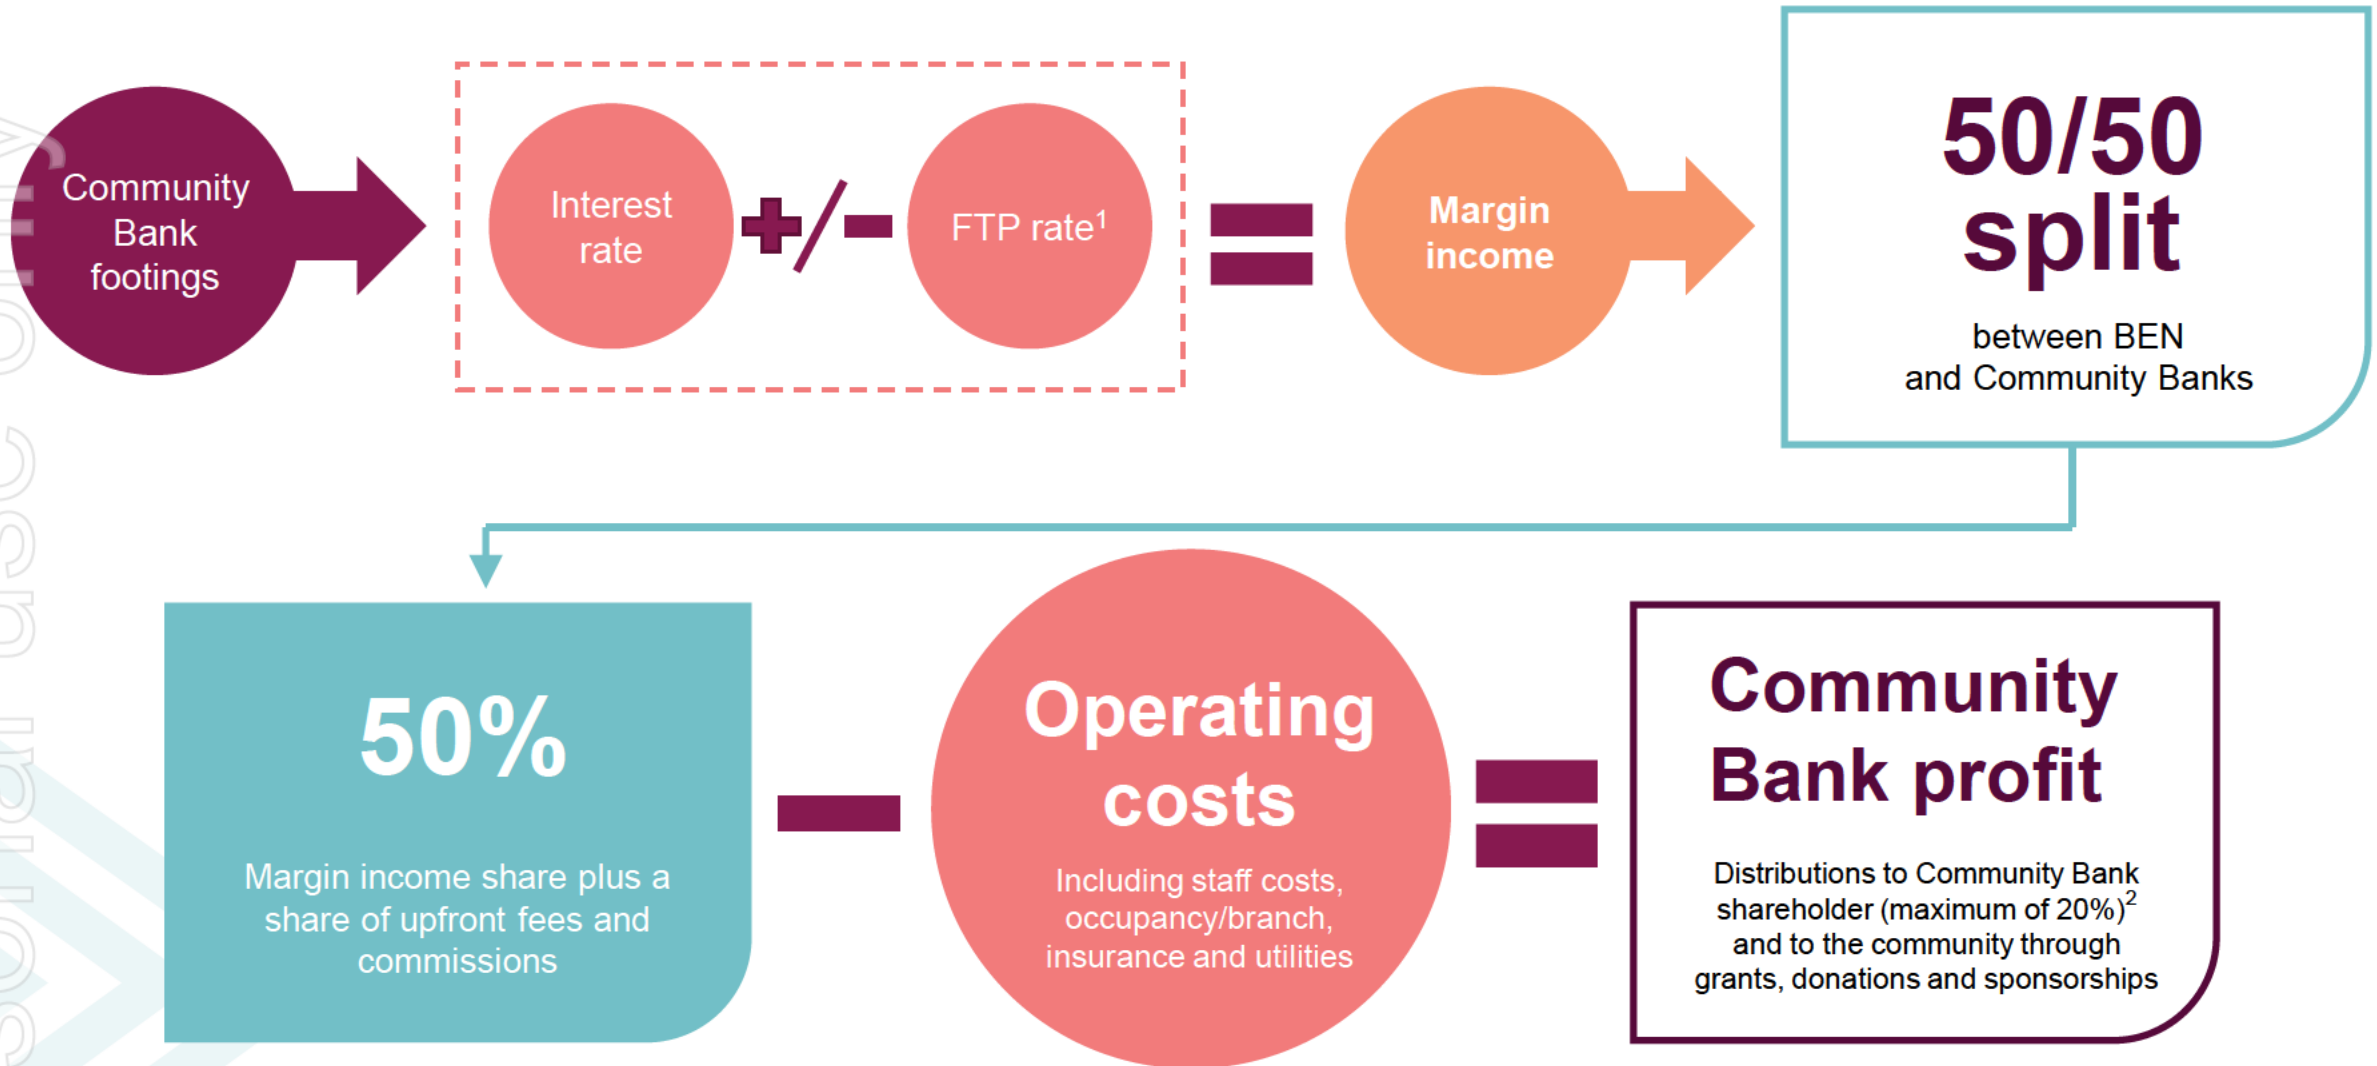 Community
Bank
footings
Interest
rate
+/-
FTP rate¹
=
Margin
income
50/50
split
between BEN
and Community Banks
50%
Margin income share plus a
share of upfront fees and
commissions
-
Operating
costs
Including staff costs,
occupancy/branch,
insurance and utilities
=
Community
Bank profit
Distributions to Community Bank
shareholder (maximum of 20%)²
and to the community through
grants, donations and sponsorships
use only